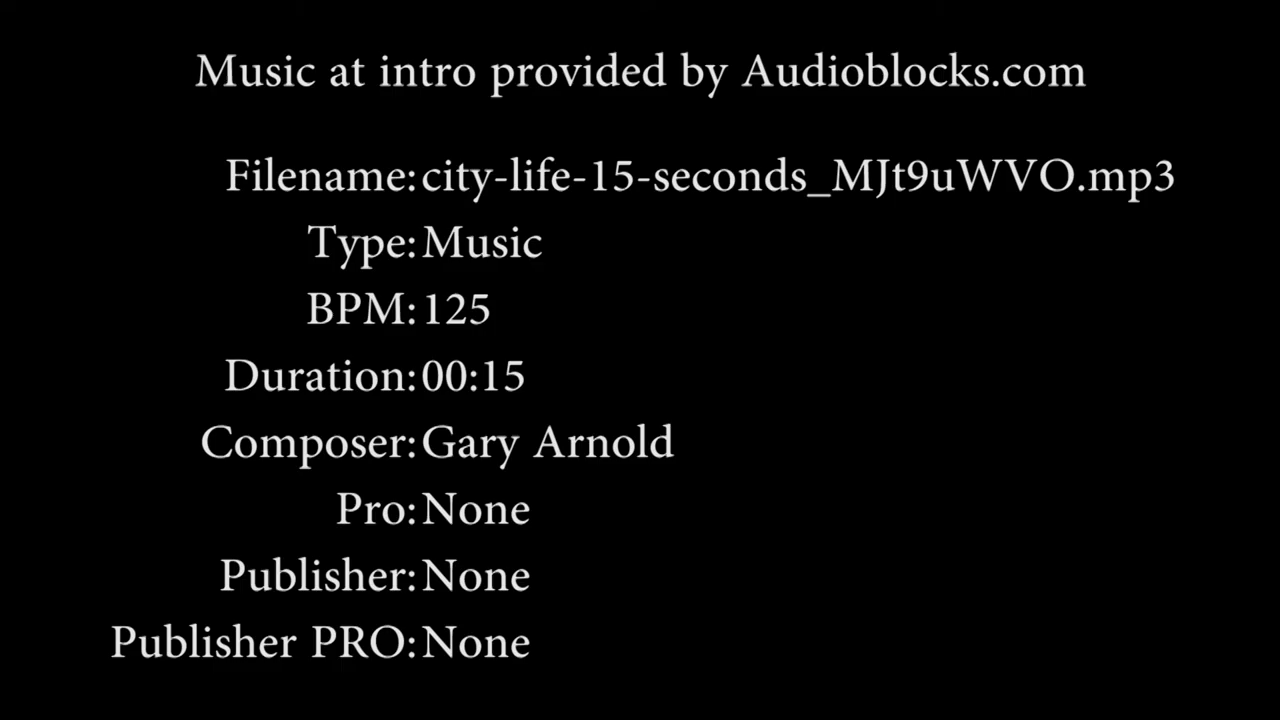 Music at intro provided by Audioblocks.com
Filename: city-life-15-seconds_MJt9uWVO.mp3
Type: Music
BPM: 125
Duration: 00:15
Composer: Gary Arnold
Pro: None
Publisher: None
Publisher PRO: None